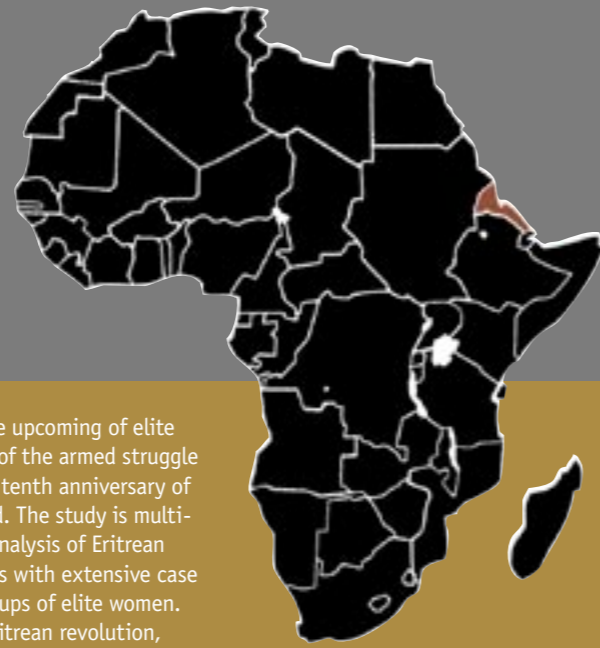 e upcoming of elite
of the armed struggle
tenth anniversary of
d. The study is multi-
nalysis of Eritrean
s with extensive case
ups of elite women.
itrean revolution,